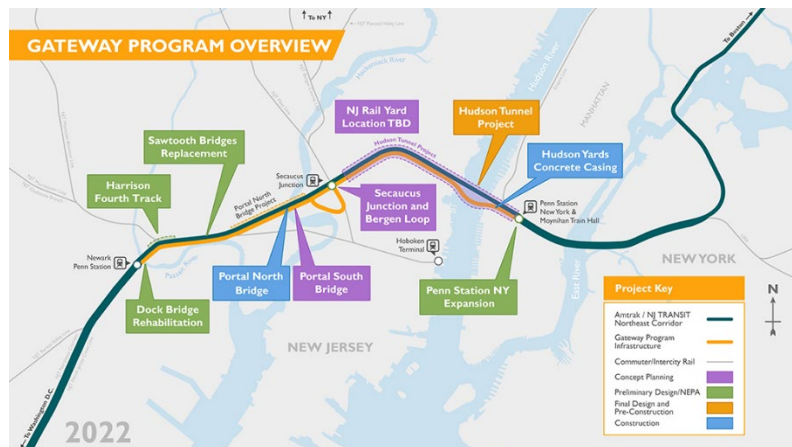 To NY
GATEWAY PROGRAM OVERVIEW
To Boston
Hackensack River
Hudson River
MANHATTAN
NJ Rail Yard
Location TBD
Hudson Tunnel
Project
Hudson Tunnel Project
Sawtooth Bridges
Replacement
Hudson Yards
Concrete Casing
Harrison
Fourth Track
Secaucus
Junction
Portal North
Bridge Project
Secaucus
Junction and
Bergen Loop
Penn Station
New York &
Moynihan Train Hall
Hoboken
Terminal
Newark
Penn Station
Passaic River
Portal North
Bridge
Portal South
Bridge
Penn Station NY
Expansion
East River
NEW YORK
Dock Bridge
Rehabilitation
NEW JERSEY
Project Key
Amtrak / NJ TRANSIT
Northeast Corridor
Gateway Program
Infrastructure
Commuter/Intercity Rail
Concept Planning
Preliminary Design/NEPA
Final Design and
Pre-Construction
Construction
N
To Washington D.C.
2022